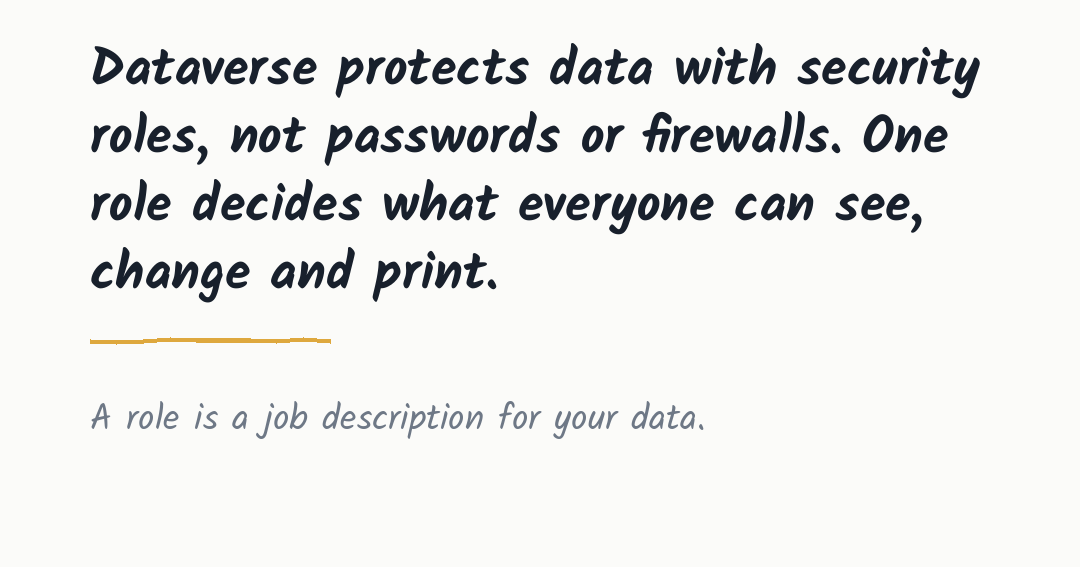 Dataverse protects data with security
roles, not passwords or firewalls. One
role decides what everyone can see,
change and print.
A role is a job description for your data.